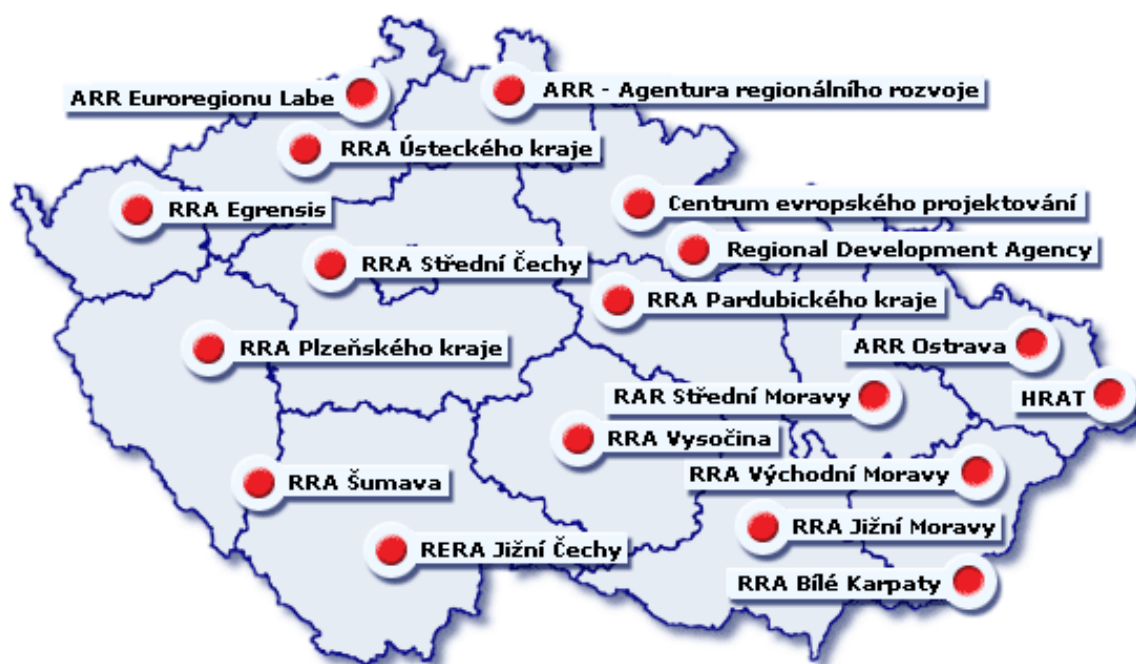 ARR - Agentura regionálního rozvoje
ARR Euroregionu Labe
RRA Ústeckého kraje
Centrum evropského projektování
RRA Egrensis
Regional Development Agency
RRA Střední Čechy
RRA Pardubického kraje
RRA Plzeňského kraje
ARR Ostrava
RAR Střední Moravy
HRAT
RRA Vysočina
RRA Východní Moravy
RRA Šumava
RRA Jižní Moravy
RERA Jižní Čechy
RRA Bílé Karpaty